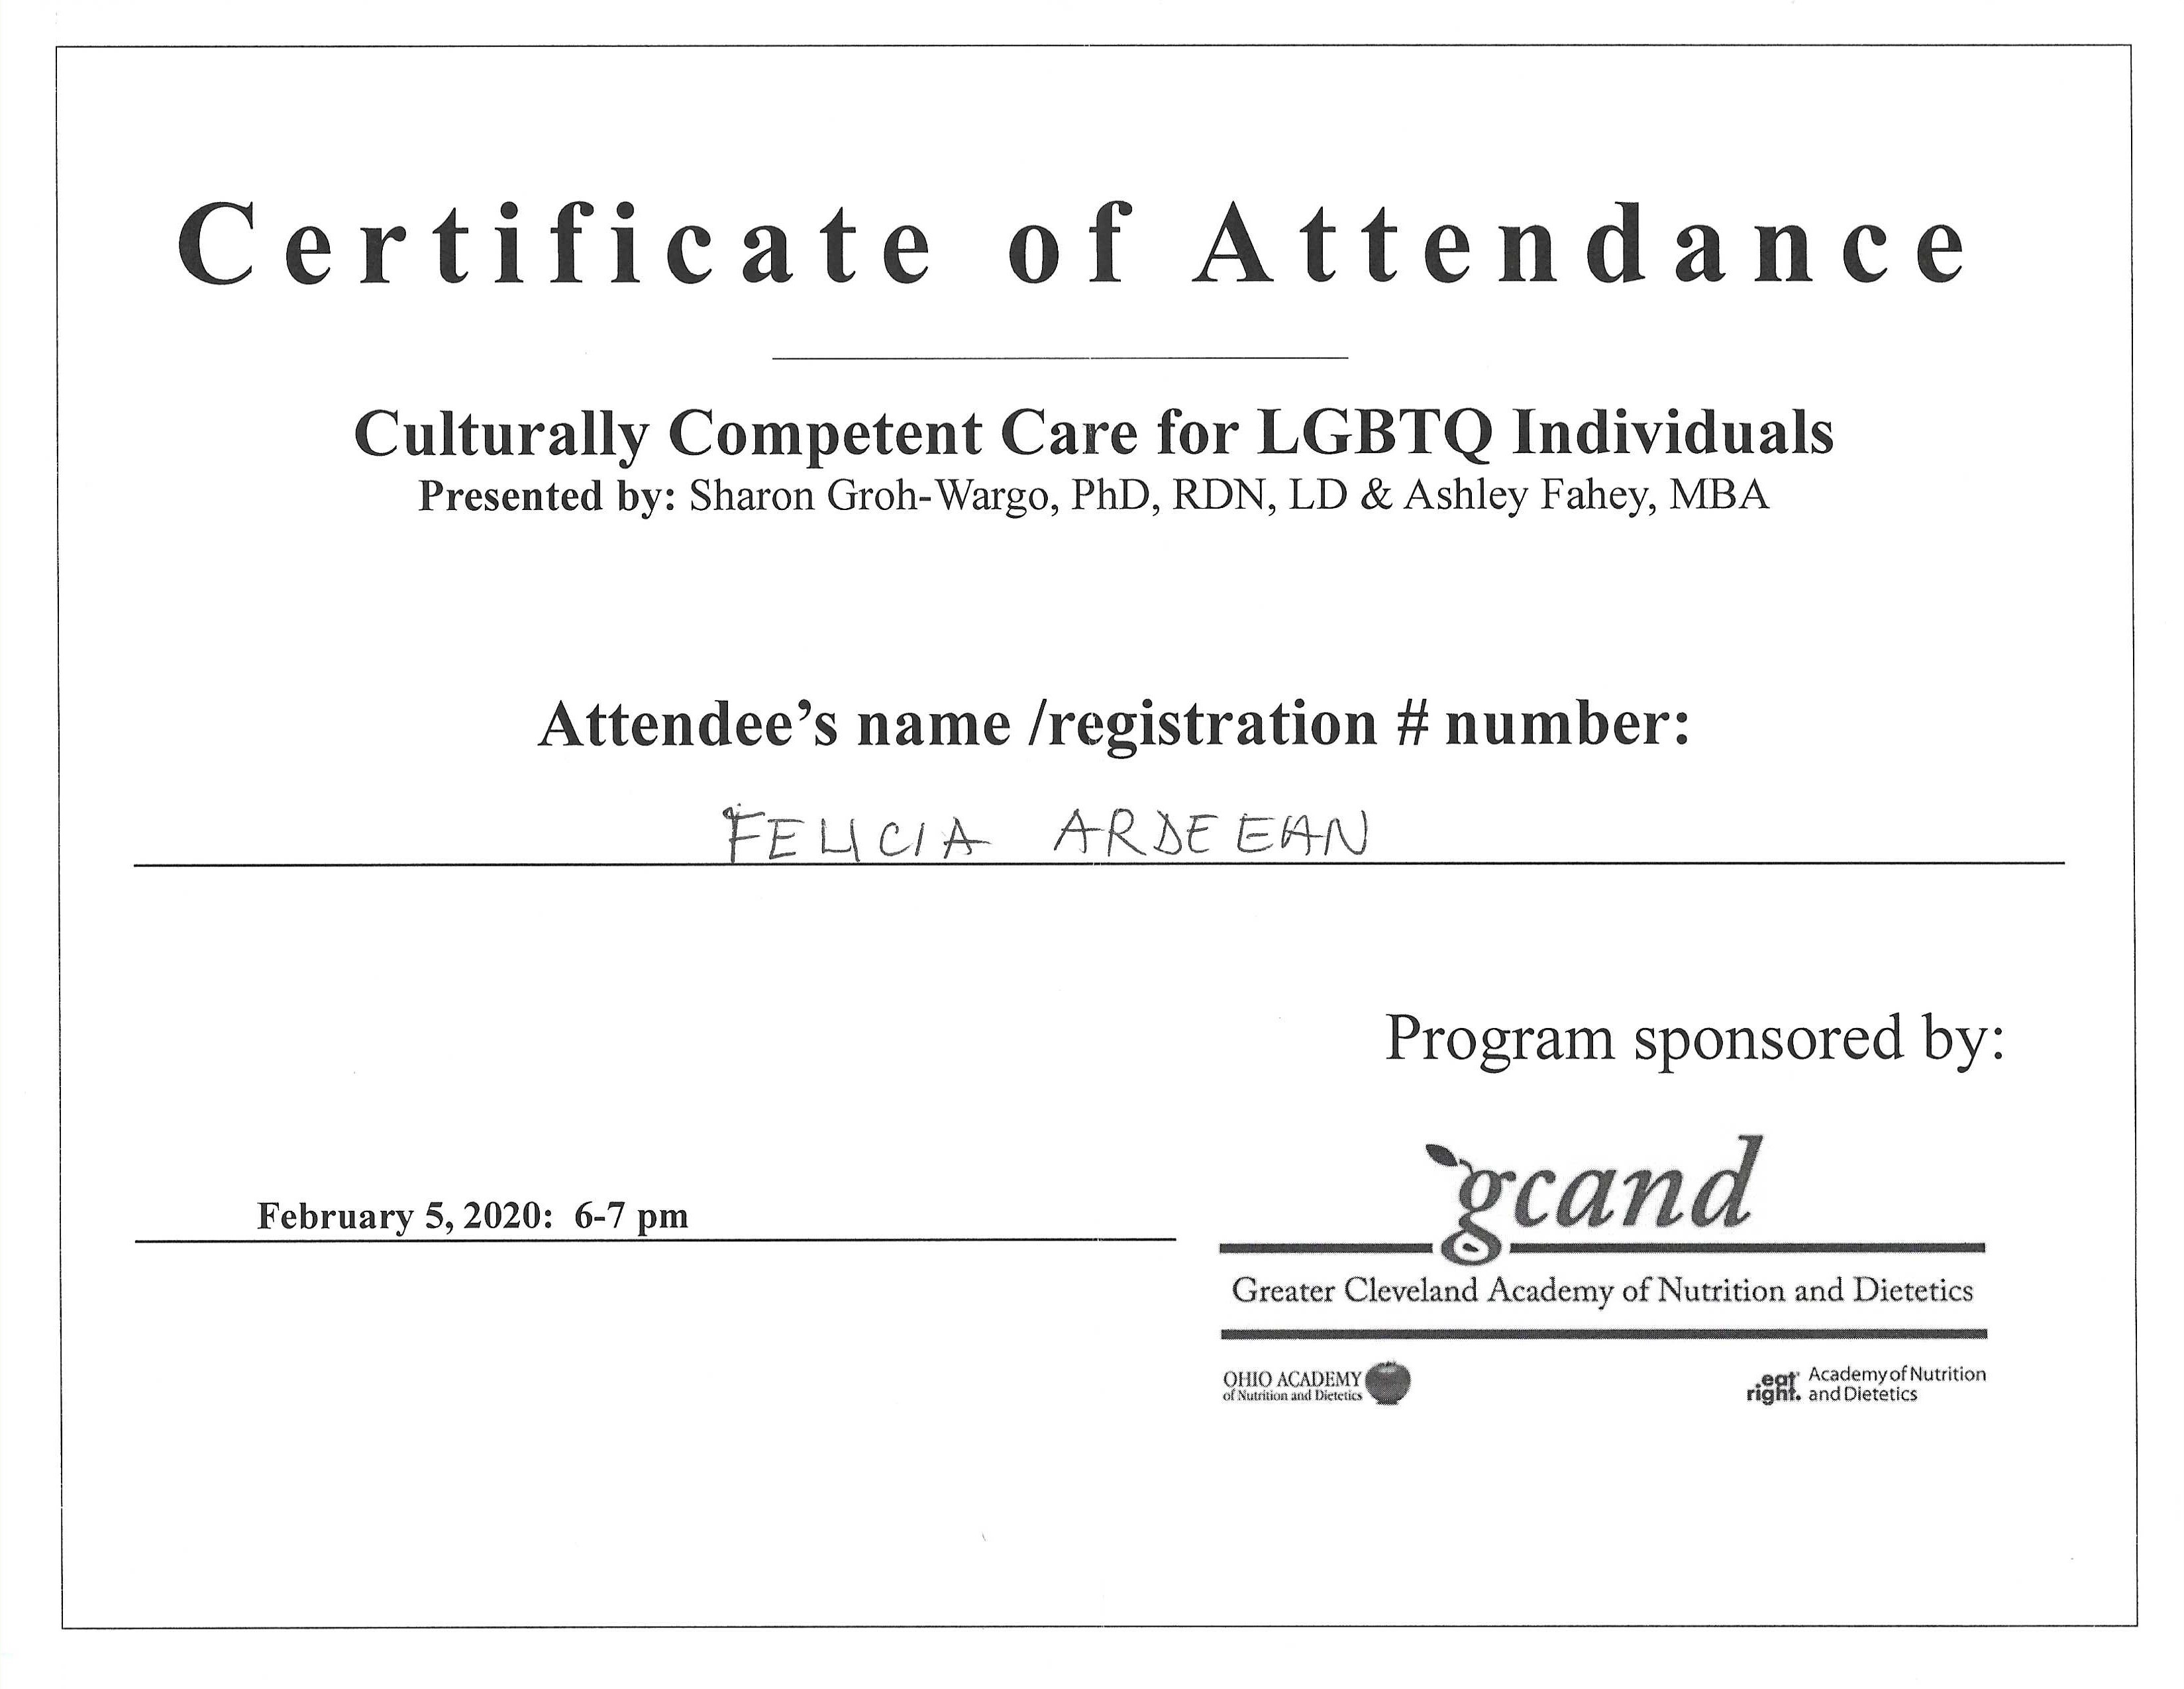 Certificate of Attendance
Culturally Competent Care for LGBTQ Individuals
Presented by: Sharon Groh-Wargo, PhD, RDN, LD & Ashley Fahey, MBA
Attendee's name /registration # number:
FELICIA ARDEEAN
Program sponsored by:
gcand
February 5, 2020: 6-7 pm
Greater Cleveland Academy of Nutrition and Dietetics
OHIO ACADEMY
of Nutrition and Dietetics
eat right. Academy of Nutrition
and Dietetics